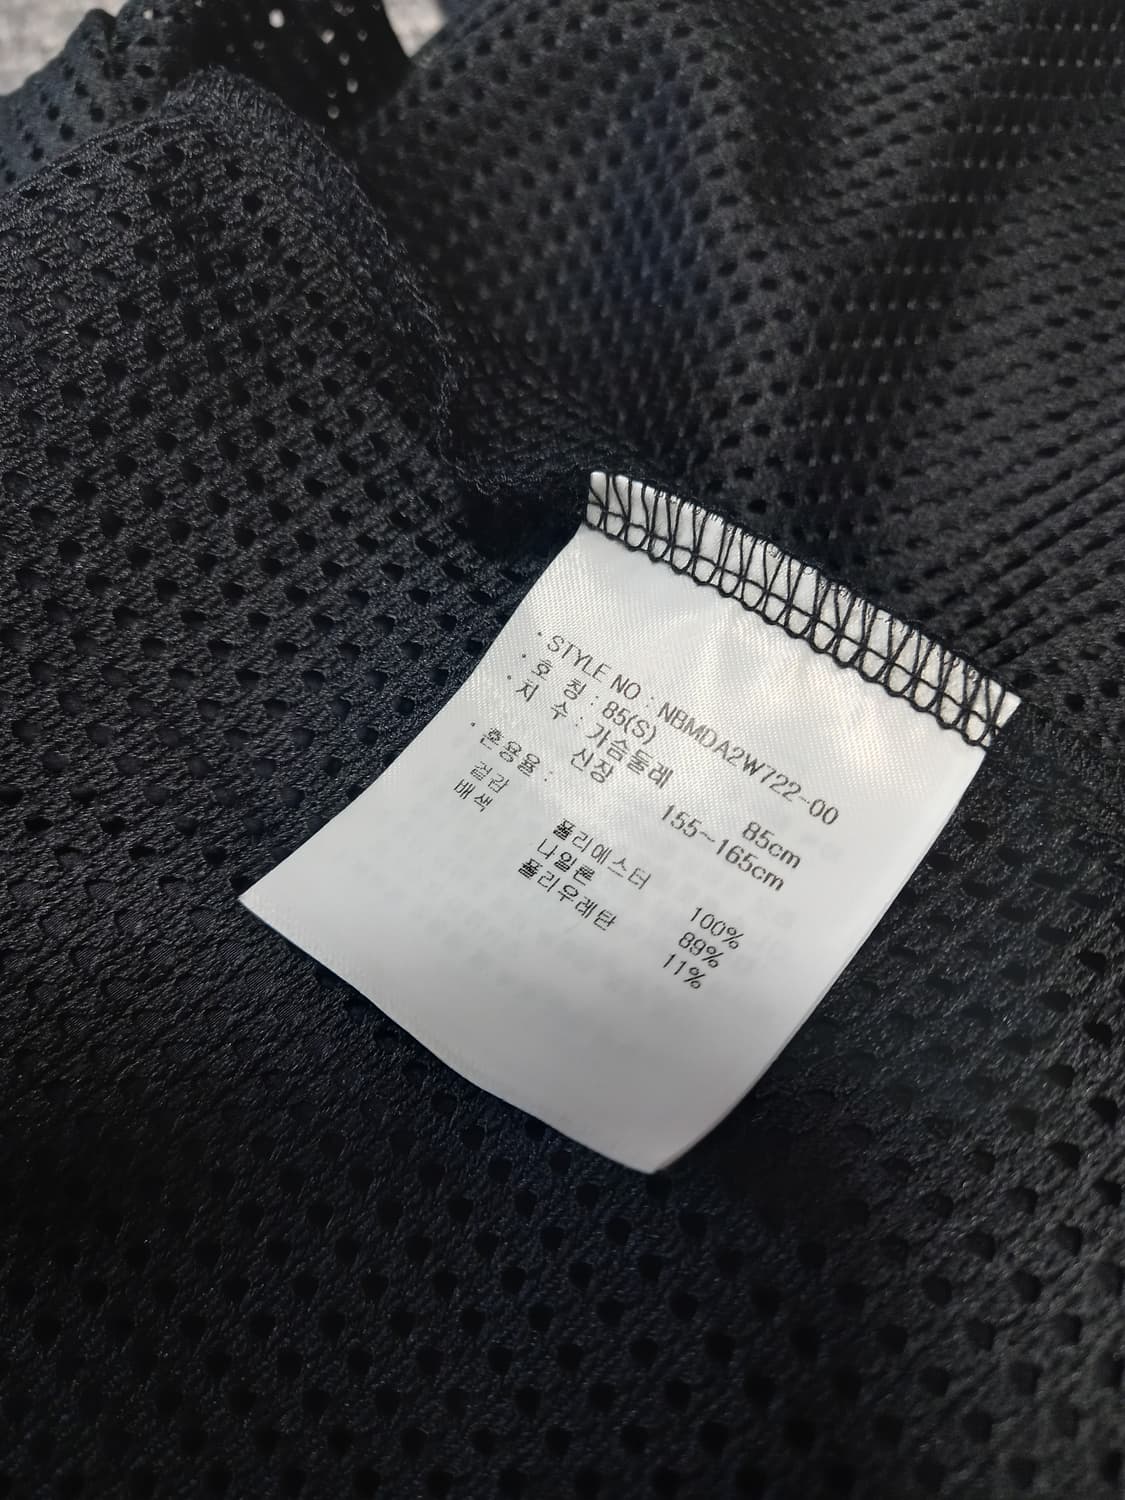 · STYLE NO : NBMDA2W722-00
· 호 칭 : 85(S)
· 치 수 : 가슴둘레 85cm
신장 155~165cm
· 혼용율 :
겉감 폴리에스터 100%
배색 나일론 89%
폴리우레탄 11%